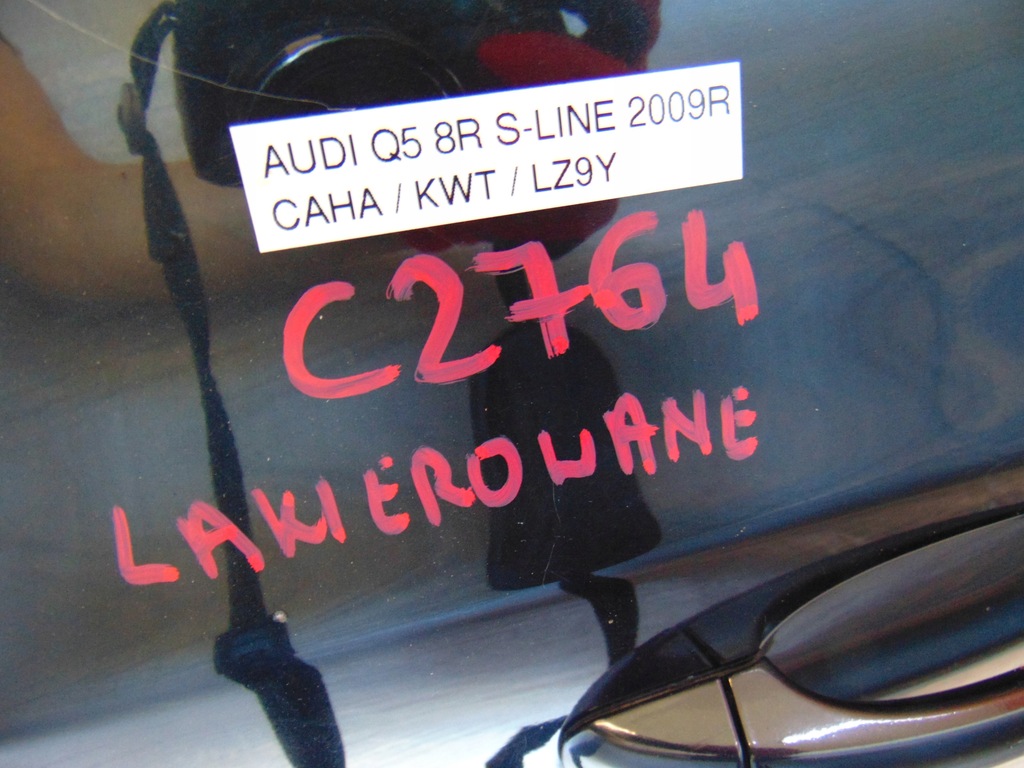 AUDI Q5 8R S-LINE 2009R
CAHA / KWT / LZ9Y
C2764
LAKIEROWANE